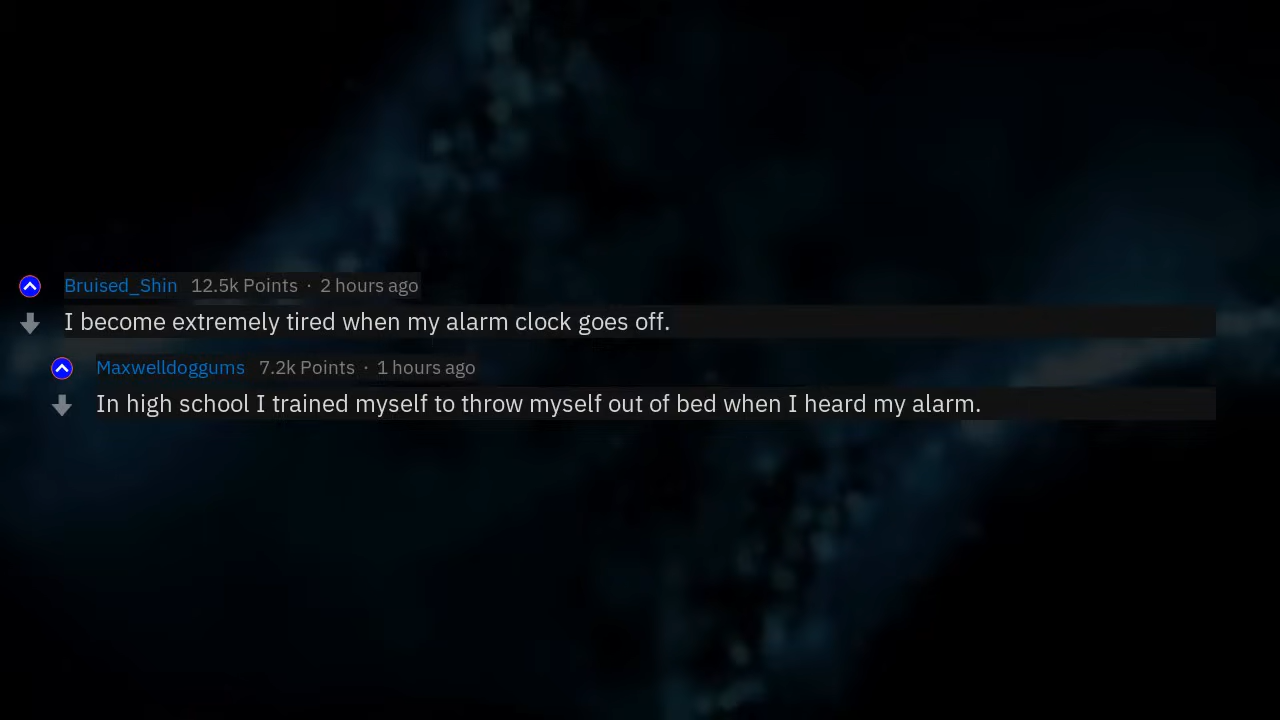 Bruised_Shin 12.5k Points · 2 hours ago
I become extremely tired when my alarm clock goes off.
Maxwelldoggums 7.2k Points · 1 hours ago
In high school I trained myself to throw myself out of bed when I heard my alarm.